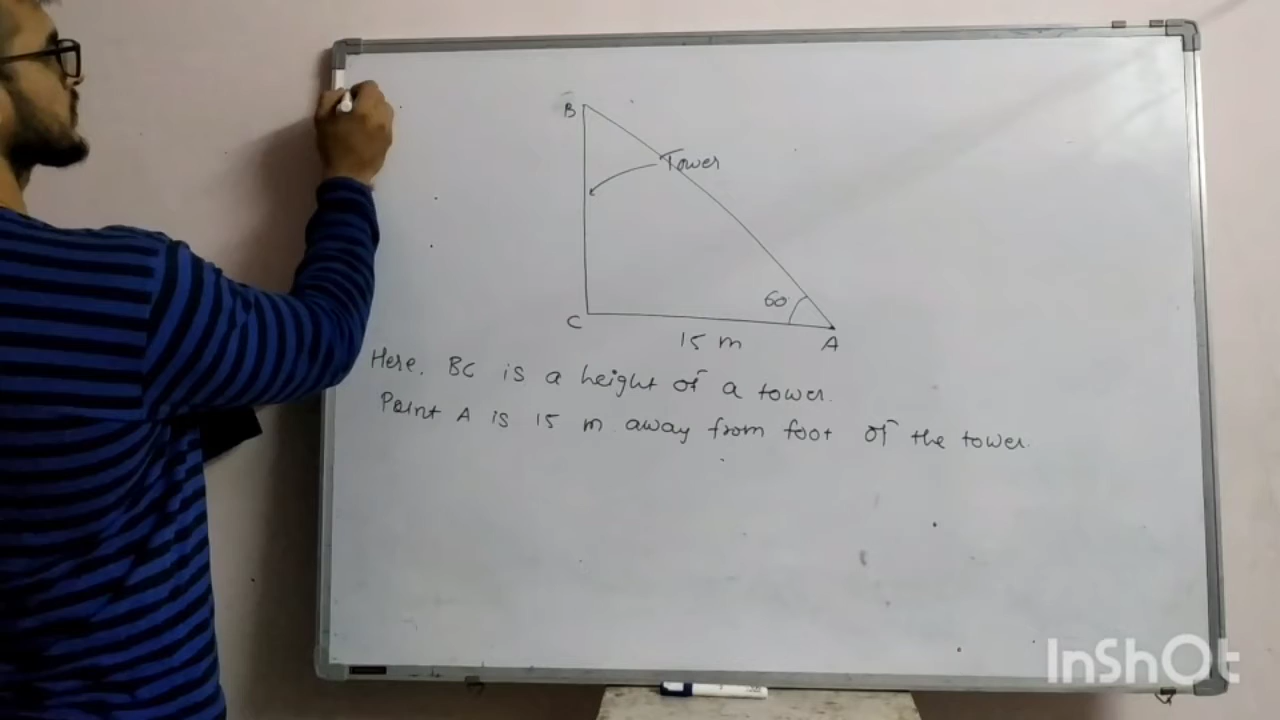 B
Tower
60
C
15 m
A
Here. BC is a height of a tower.
Point A is 15 m away from foot of the tower.
InShOt